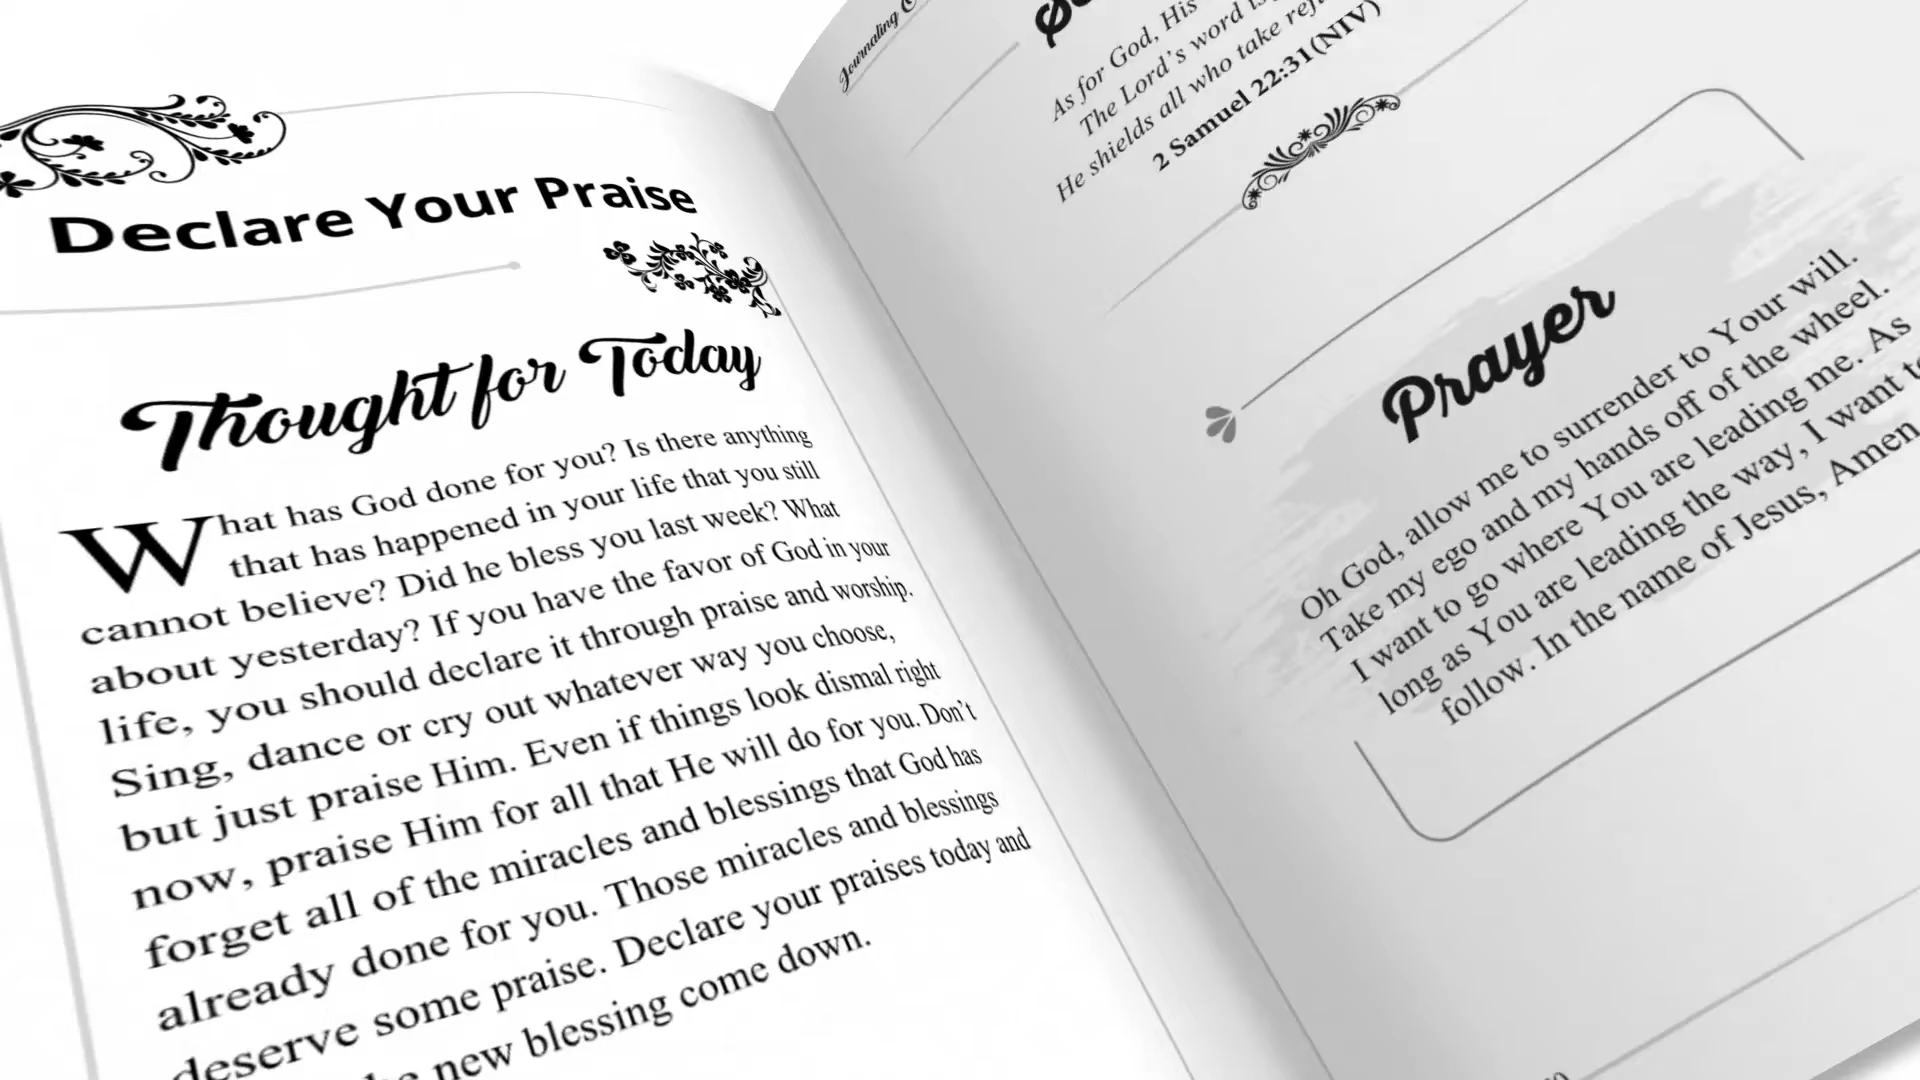 Declare Your Praise
Thought for Today
What has God done for you? Is there anything
that has happened in your life that you still
cannot believe? Did he bless you last week? What
about yesterday? If you have the favor of God in your
life, you should declare it through praise and worship.
Sing, dance or cry out whatever way you choose,
but just praise Him. Even if things look dismal right
now, praise Him for all that He will do for you. Don't
forget all of the miracles and blessings that God has
already done for you. Those miracles and blessings
deserve some praise. Declare your praises today and
new blessing come down.
Journaling
As for God, His
The Lord's word is
He shields all who take
2 Samuel 22:31 (NIV)
Prayer
Oh God, allow me to surrender to Your will.
Take my ego and my hands off of the wheel.
I want to go where You are leading me. As
long as You are leading the way, I want to
follow. In the name of Jesus, Amen